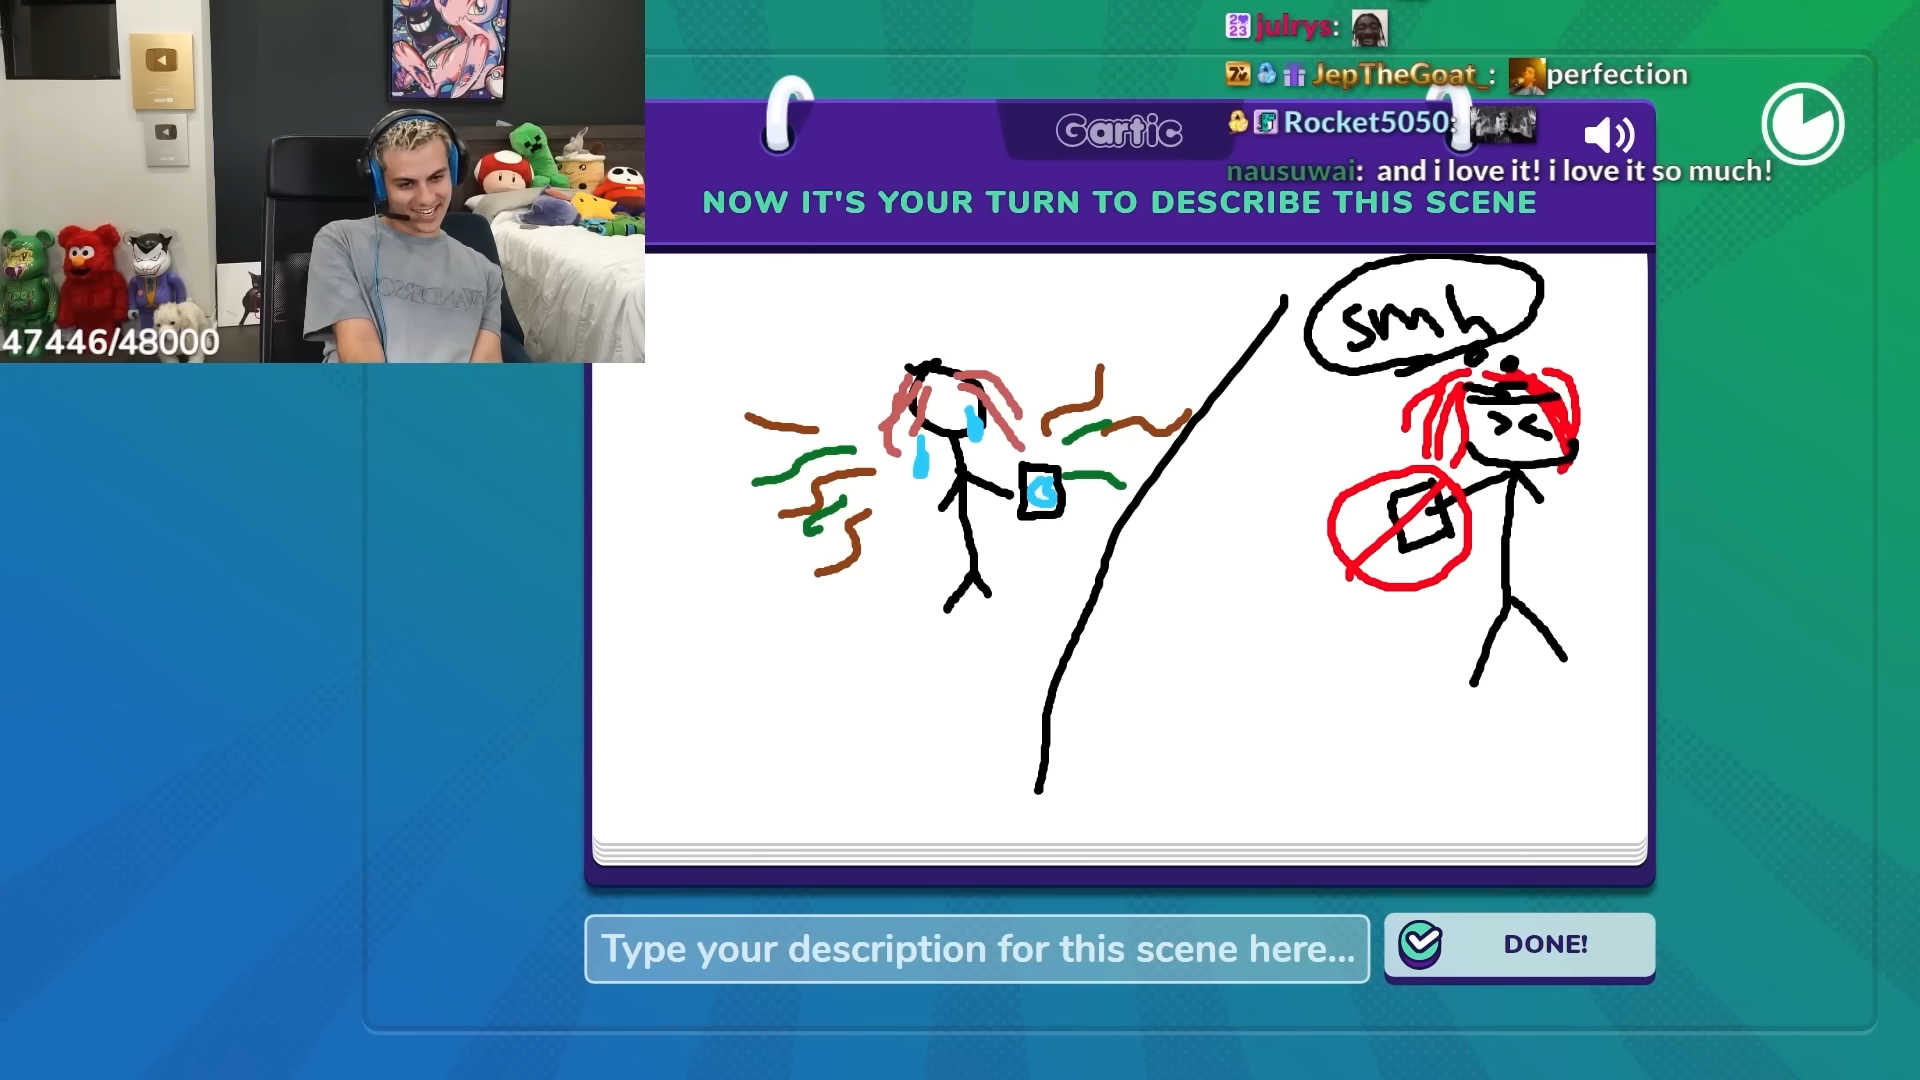 julrys:
JepTheGoat_: perfection
Rocket5050:
nausuwai: and i love it! i love it so much!
Gartic
NOW IT'S YOUR TURN TO DESCRIBE THIS SCENE
47446/48000
smh
Type your description for this scene here...
DONE!